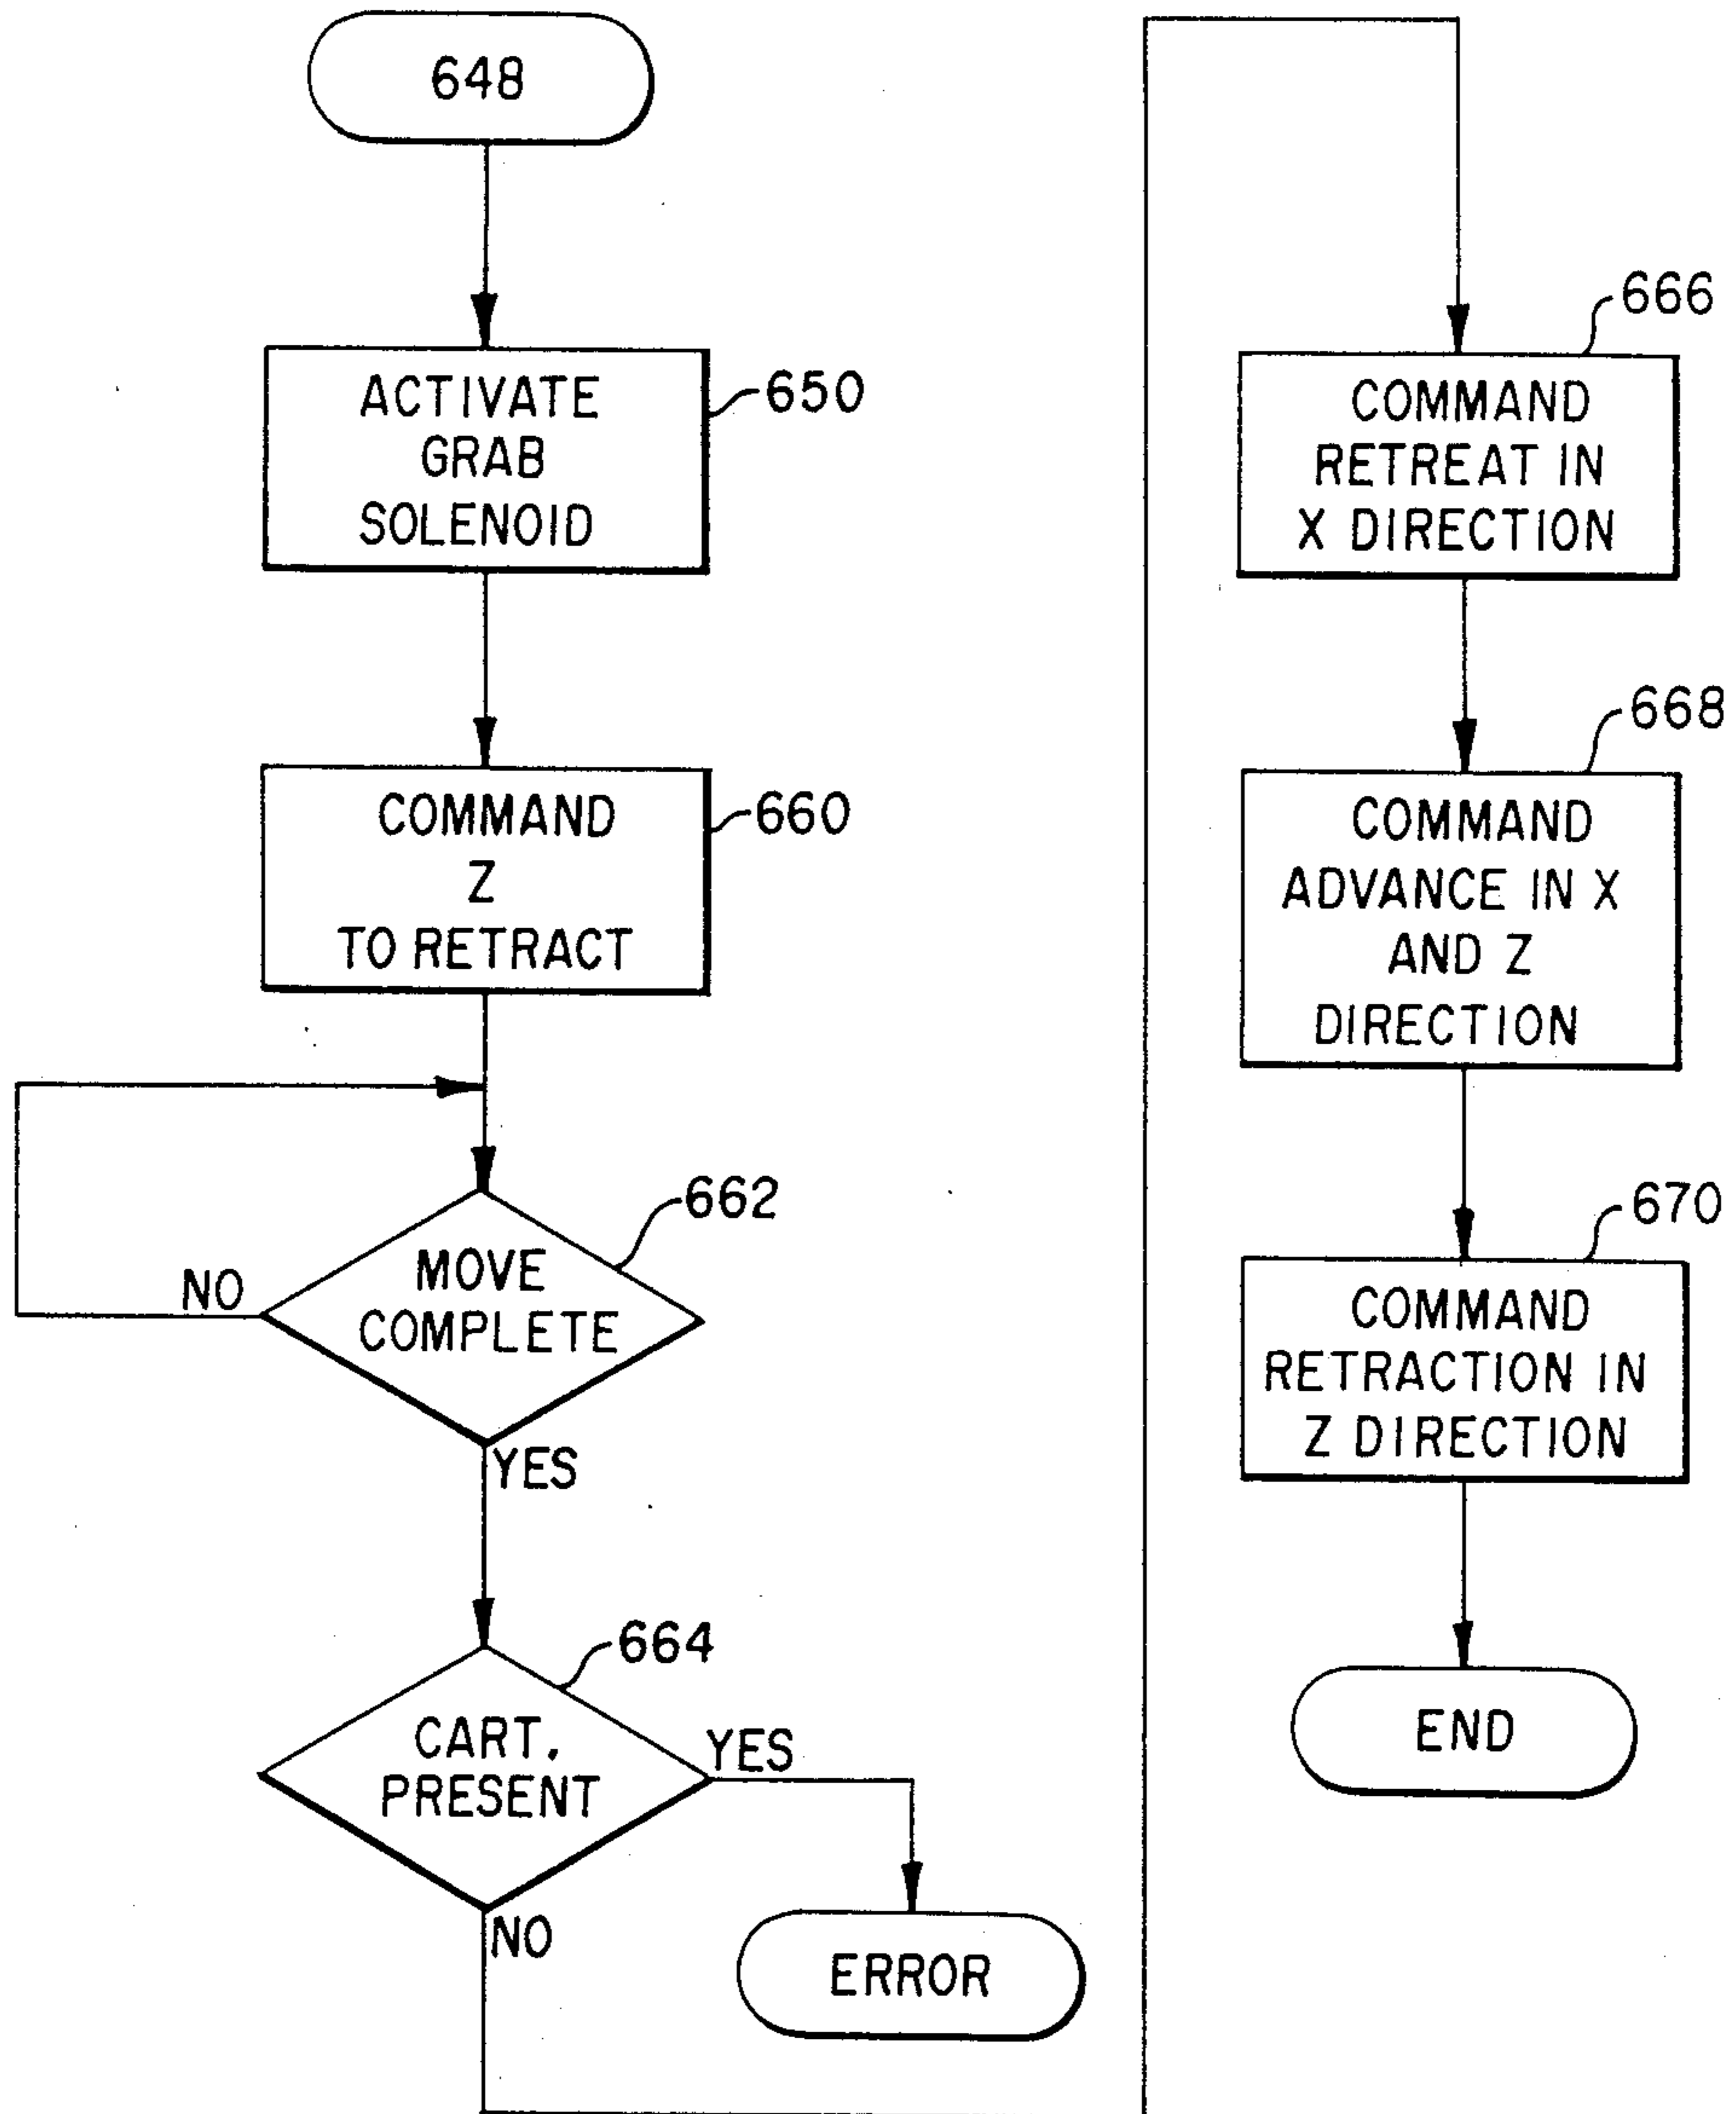 648
ACTIVATE
GRAB
SOLENOID
650
COMMAND
Z
TO RETRACT
660
NO
MOVE
COMPLETE
662
YES
CART.
PRESENT
664
YES
ERROR
NO
666
COMMAND
RETREAT IN
X DIRECTION
668
COMMAND
ADVANCE IN X
AND Z
DIRECTION
670
COMMAND
RETRACTION IN
Z DIRECTION
END